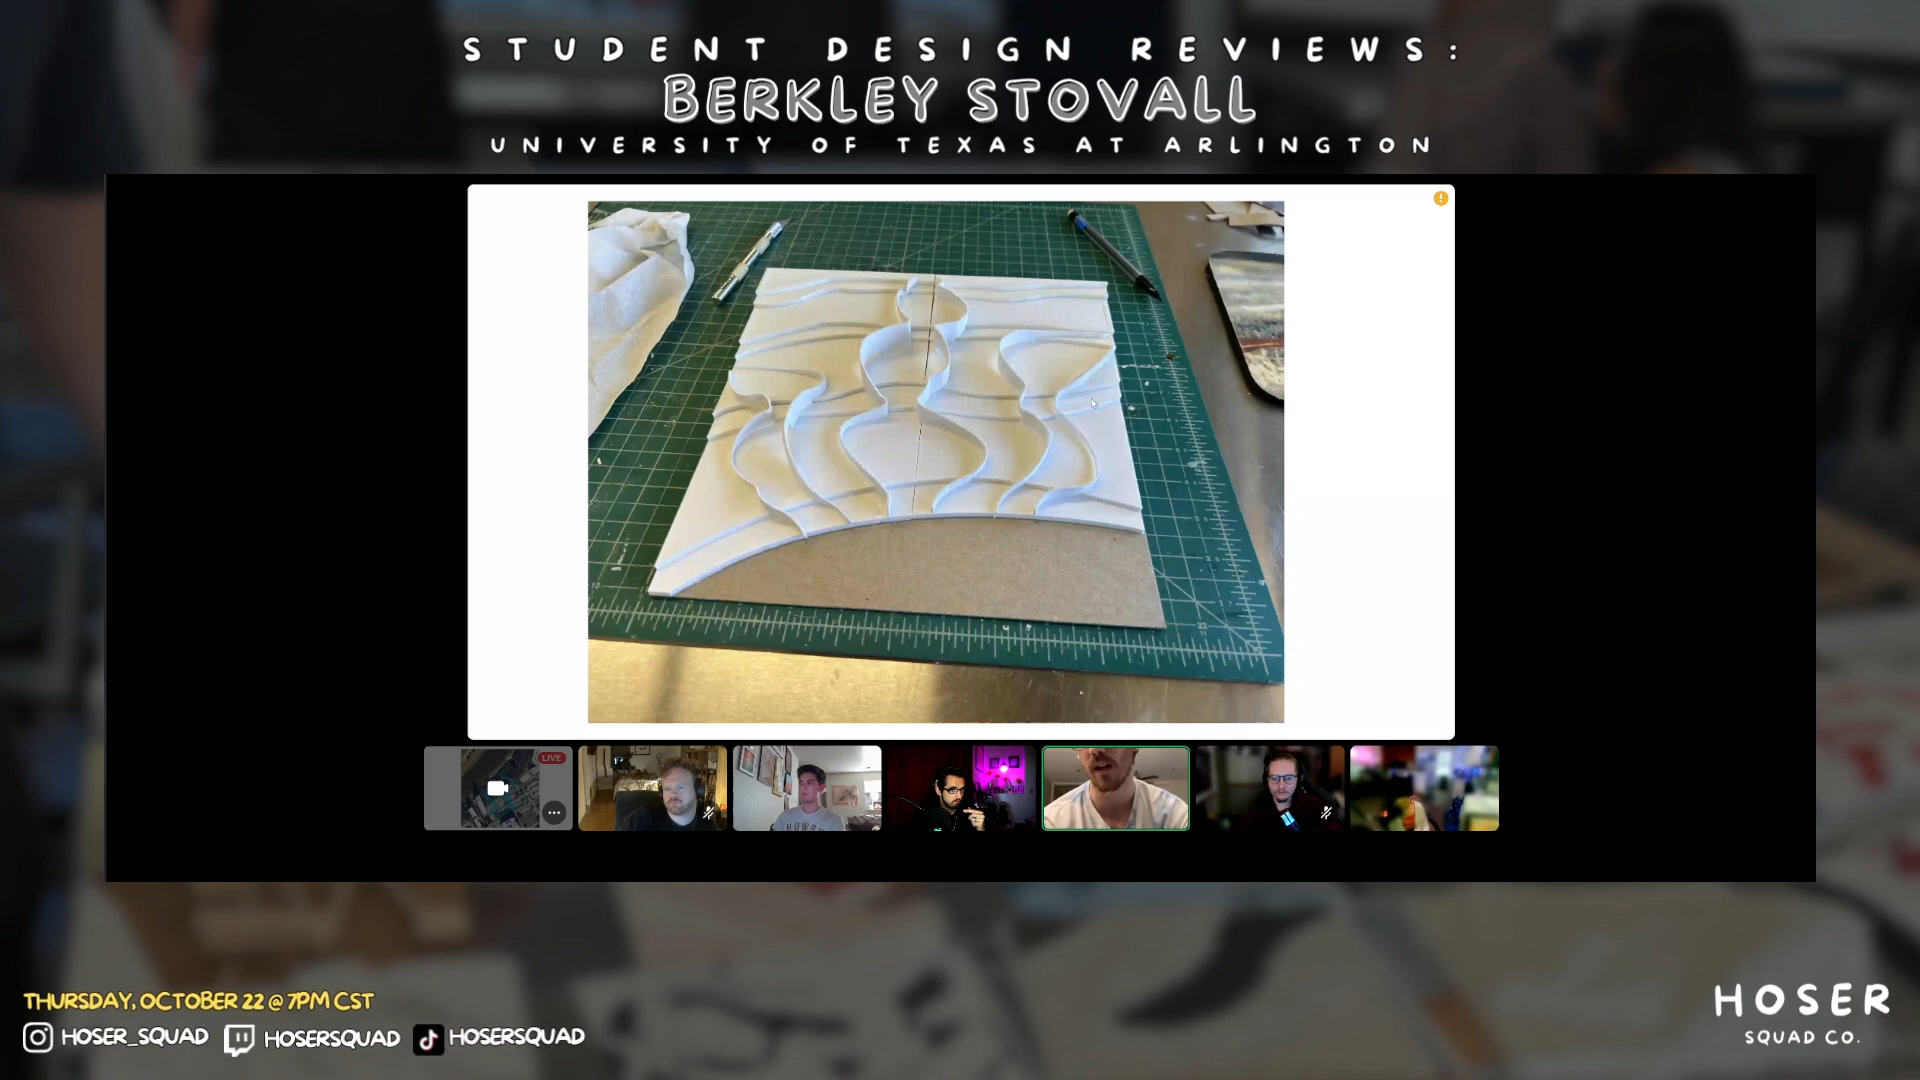 STUDENT DESIGN REVIEWS:
BERKLEY STOVALL
UNIVERSITY OF TEXAS AT ARLINGTON
LIVE
THURSDAY, OCTOBER 22 @ 7PM CST
HOSER_SQUAD HOSERSQUAD HOSERSQUAD
HOSER
SQUAD CO.